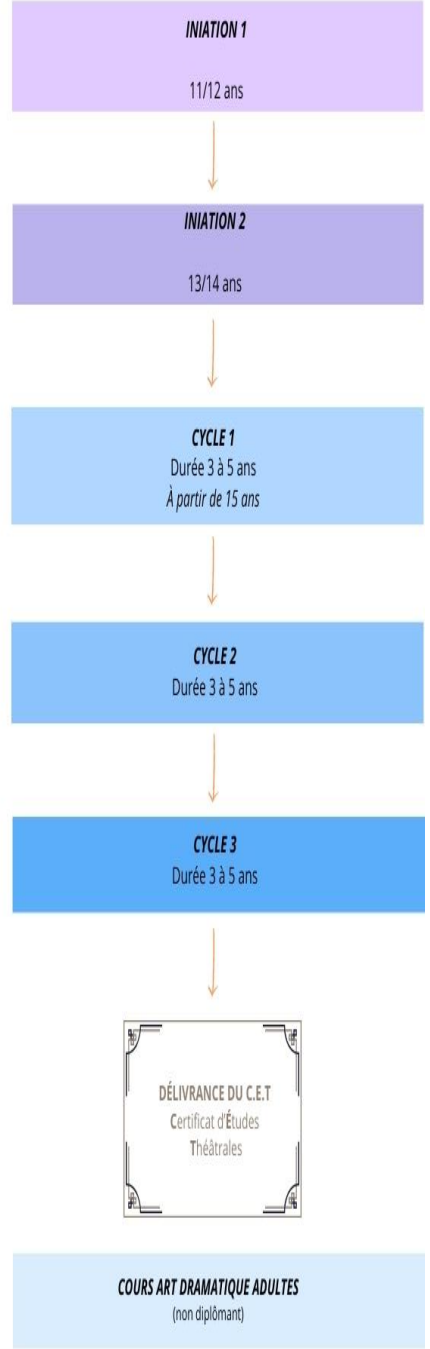 INIATION 1
11/12 ans
INIATION 2
13/14 ans
CYCLE 1
Durée 3 à 5 ans
À partir de 15 ans
CYCLE 2
Durée 3 à 5 ans
CYCLE 3
Durée 3 à 5 ans
DÉLIVRANCE DU C.E.T
Certificat d'Études
Théâtrales
COURS ART DRAMATIQUE ADULTES
(non diplômant)